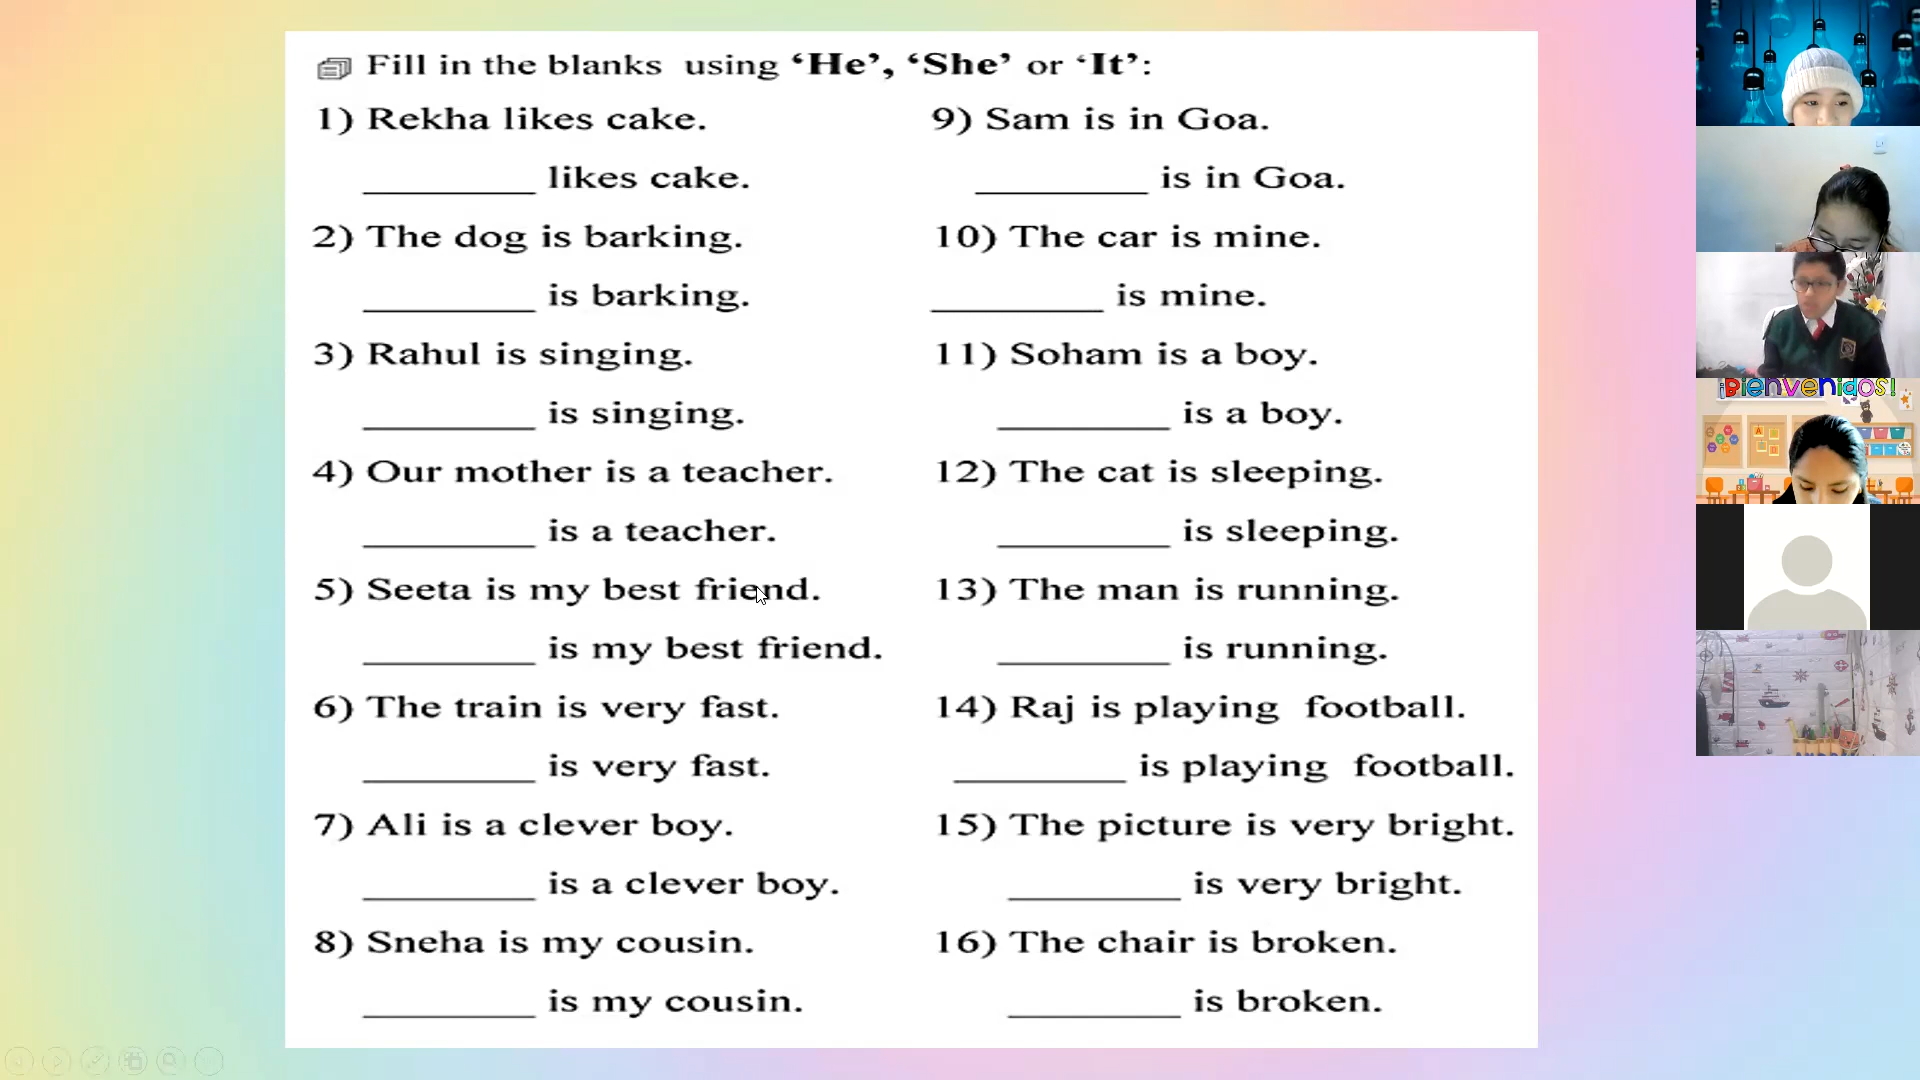 Fill in the blanks using ‘He’, ‘She’ or ‘It’:
1) Rekha likes cake.
_________ likes cake.
2) The dog is barking.
_________ is barking.
3) Rahul is singing.
_________ is singing.
4) Our mother is a teacher.
_________ is a teacher.
5) Seeta is my best friend.
_________ is my best friend.
6) The train is very fast.
_________ is very fast.
7) Ali is a clever boy.
_________ is a clever boy.
8) Sneha is my cousin.
_________ is my cousin.
9) Sam is in Goa.
_________ is in Goa.
10) The car is mine.
_________ is mine.
11) Soham is a boy.
_________ is a boy.
12) The cat is sleeping.
_________ is sleeping.
13) The man is running.
_________ is running.
14) Raj is playing football.
_________ is playing football.
15) The picture is very bright.
_________ is very bright.
16) The chair is broken.
_________ is broken.
¡Bienvenidos!